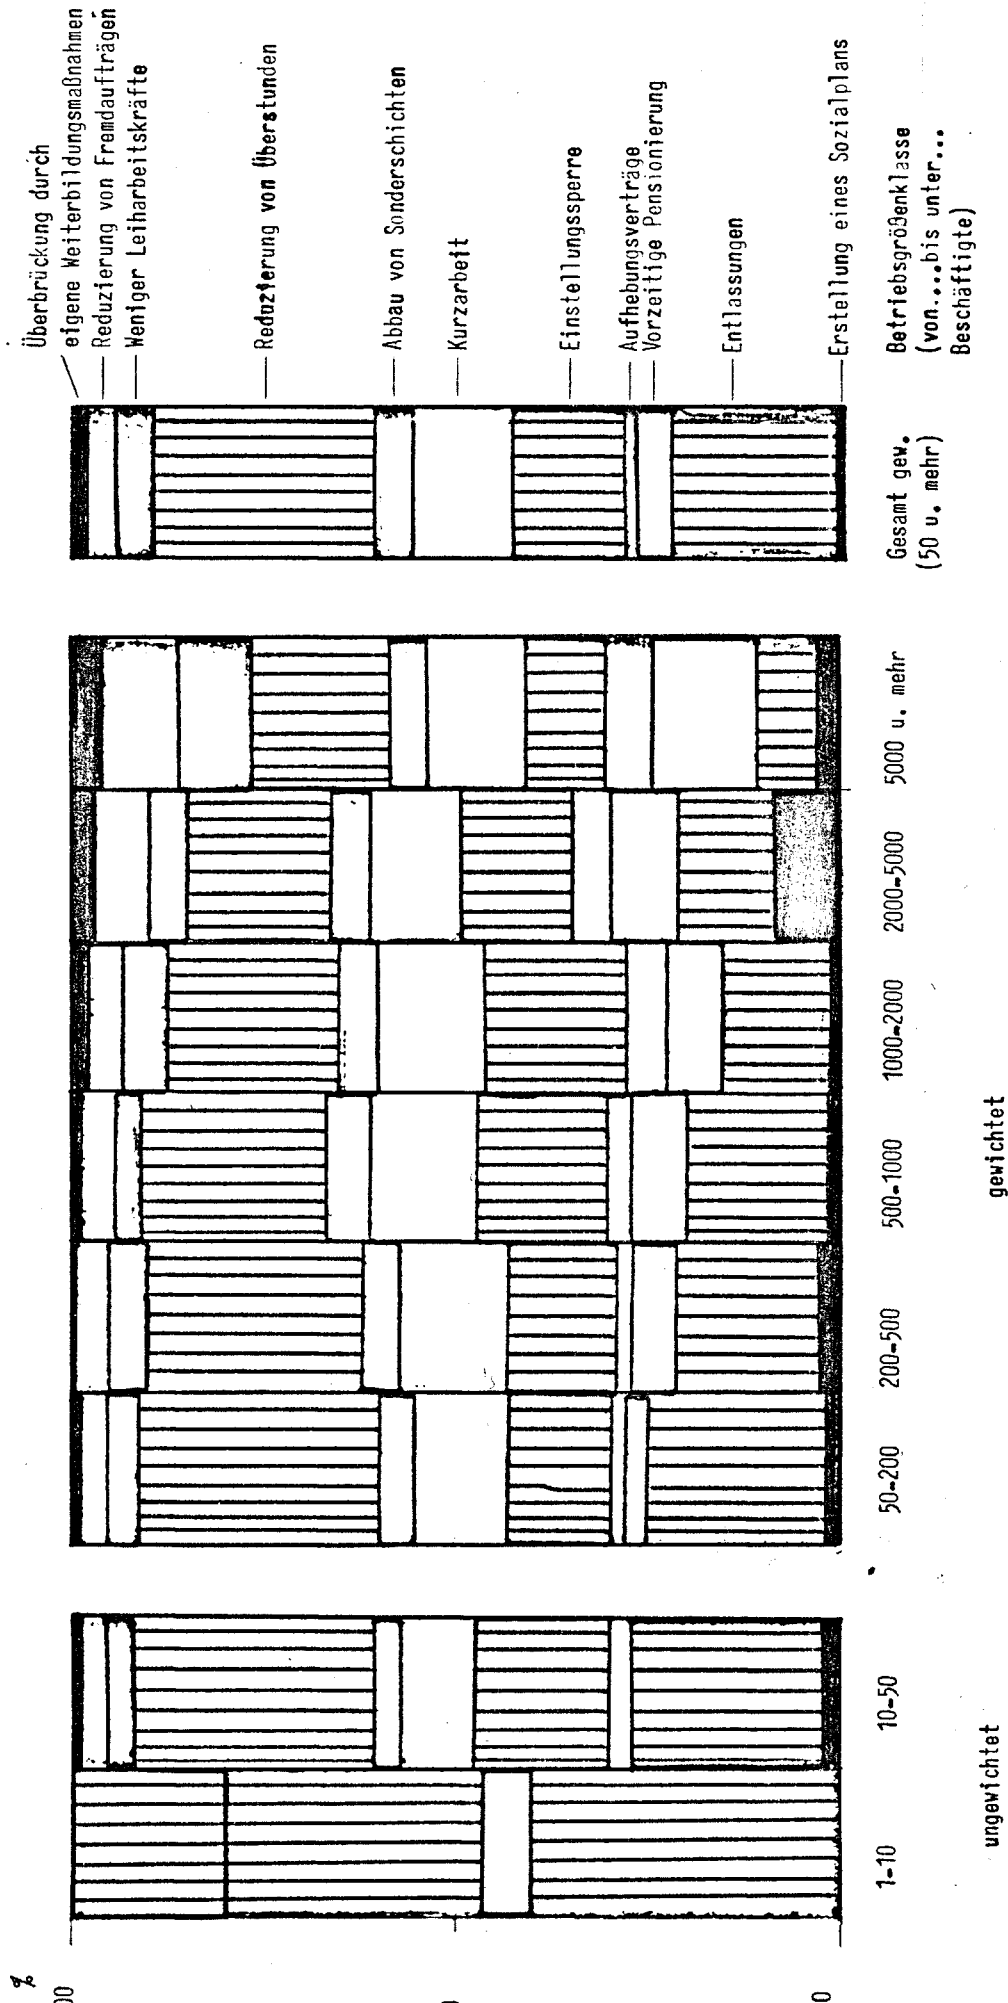 %
00
0
0
Überbrückung durch
eigene Weiterbildungsmaßnahmen
Reduzierung von Fremdaufträgen
Weniger Leiharbeitskräfte
Reduzierung von Überstunden
Abbau von Sonderschichten
Kurzarbeit
Einstellungssperre
Aufhebungsverträge
Vorzeitige Pensionierung
Entlassungen
Erstellung eines Sozialplans
1-10
10-50
50-200
200-500
500-1000
1000-2000
2000-5000
5000 u. mehr
Gesamt gew.
(50 u. mehr)
Betriebsgrößenklasse
(von....bis unter...
Beschäftigte)
ungewichtet
gewichtet